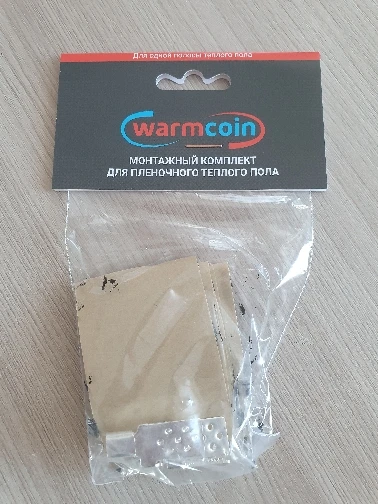 Для одной полосы теплого пола
warmcoin
МОНТАЖНЫЙ КОМПЛЕКТ
ДЛЯ ПЛЕНОЧНОГО ТЕПЛОГО ПОЛА